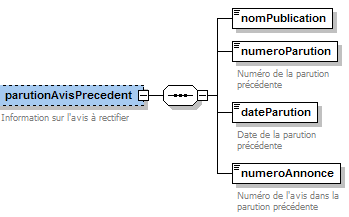 nomPublication
numeroParution
Numéro de la parution
précédente
parutionAvisPrecedent
Information sur l'avis à rectifier
dateParution
Date de la parution
précédente
numeroAnnonce
Numéro de l'avis dans la
parution précédente